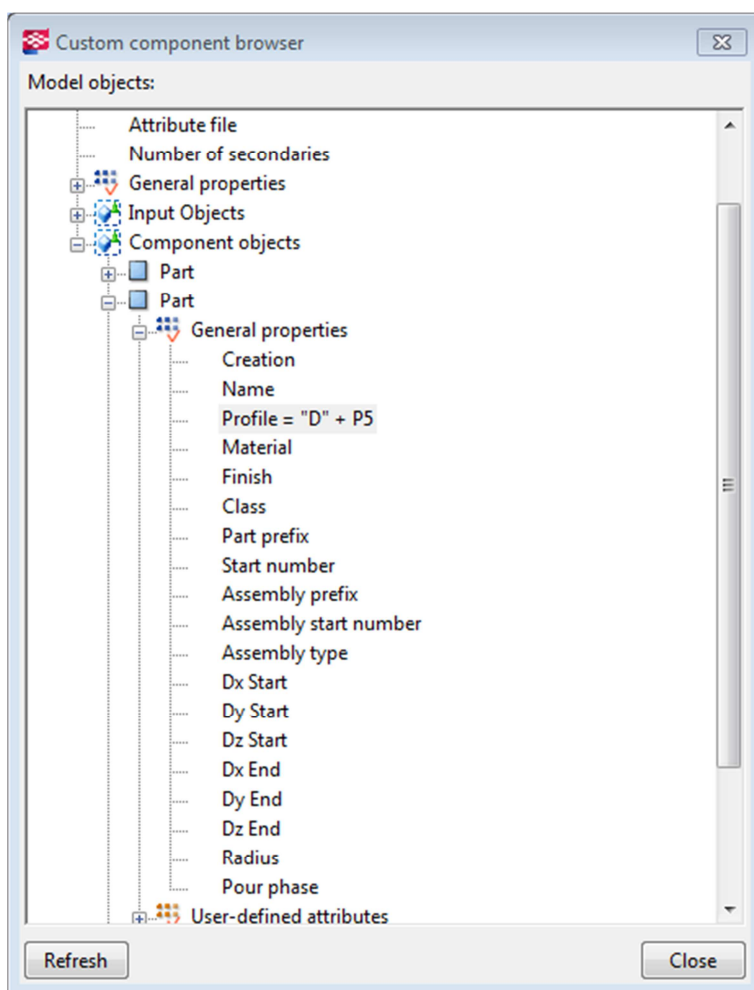 Custom component browser
Model objects:
Attribute file
Number of secondaries
General properties
Input Objects
Component objects
Part
Part
General properties
Creation
Name
Profile = "D" + P5
Material
Finish
Class
Part prefix
Start number
Assembly prefix
Assembly start number
Assembly type
Dx Start
Dy Start
Dz Start
Dx End
Dy End
Dz End
Radius
Pour phase
User-defined attributes
Refresh Close